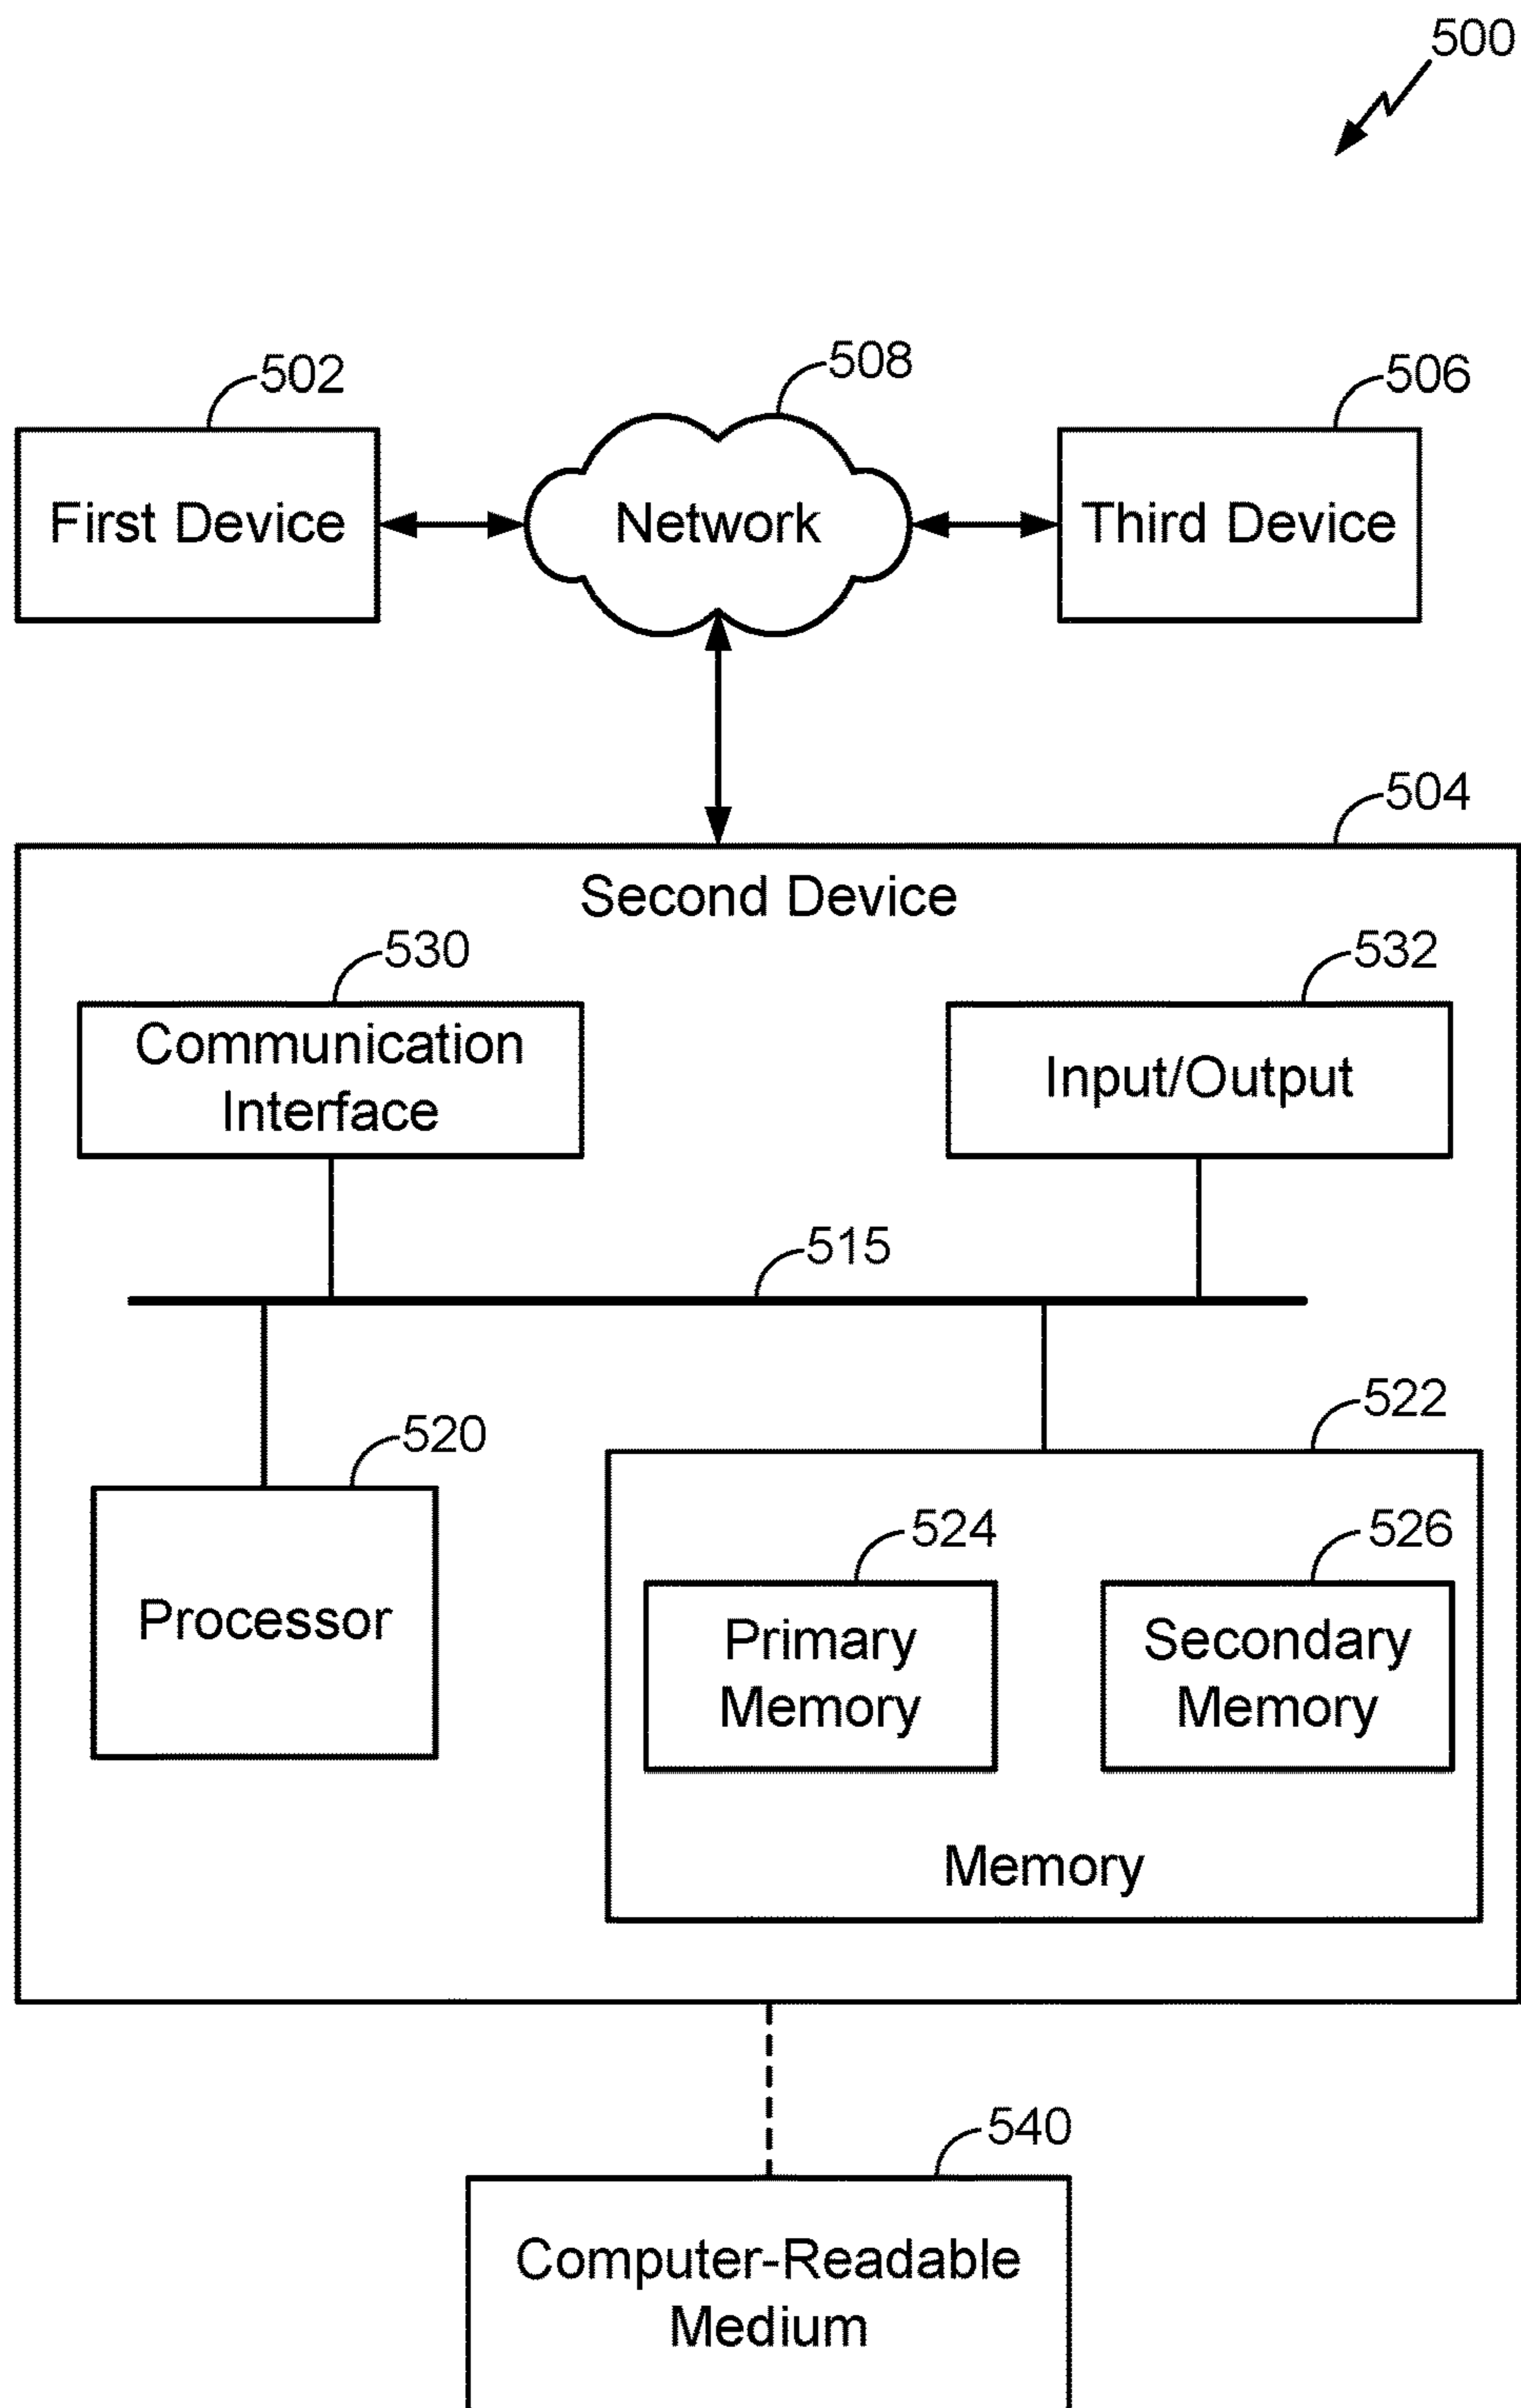 500
502
508
506
First Device
Network
Third Device
504
Second Device
530
532
Communication
Interface
Input/Output
515
522
520
524
526
Processor
Primary
Memory
Secondary
Memory
Memory
540
Computer-Readable
Medium